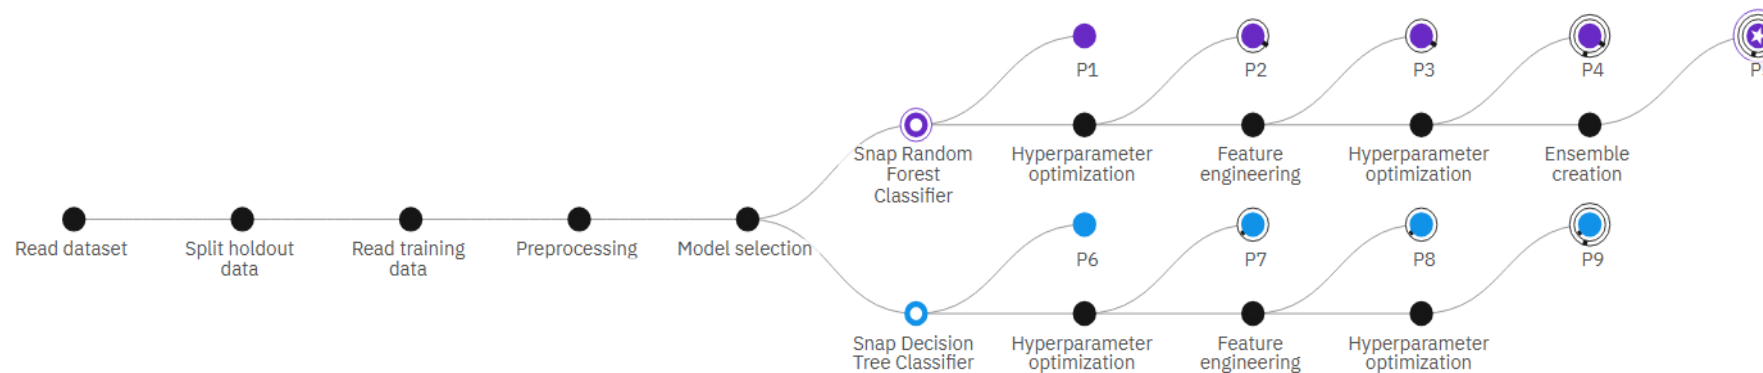 P1
P2
P3
P4
P
Snap Random
Forest
Classifier
Hyperparameter
optimization
Feature
engineering
Hyperparameter
optimization
Ensemble
creation
Read dataset
Split holdout
data
Read training
data
Preprocessing
Model selection
P6
P7
P8
P9
Snap Decision
Tree Classifier
Hyperparameter
optimization
Feature
engineering
Hyperparameter
optimization